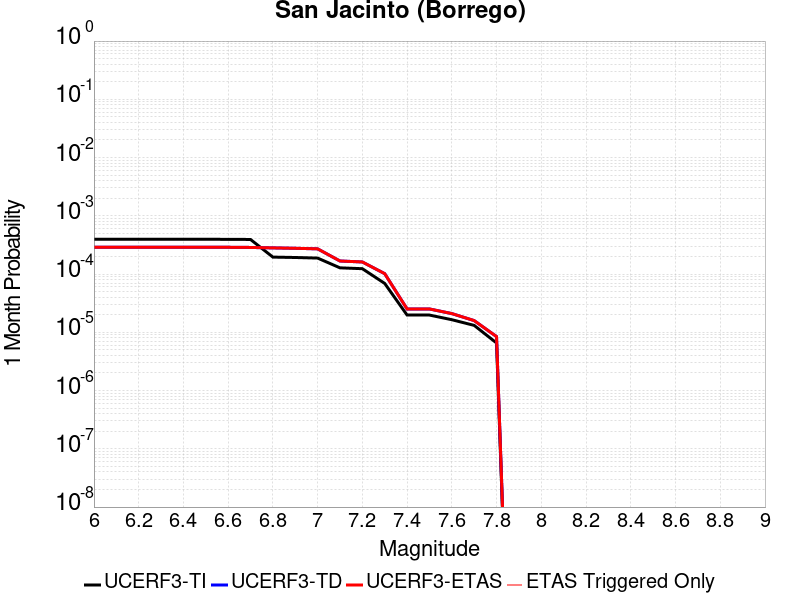 San Jacinto (Borrego)
10^0
10^-1
10^-2
10^-3
10^-4
10^-5
10^-6
10^-7
10^-8
1 Month Probability
6 6.2 6.4 6.6 6.8 7 7.2 7.4 7.6 7.8 8 8.2 8.4 8.6 8.8 9
Magnitude
UCERF3-TI UCERF3-TD UCERF3-ETAS ETAS Triggered Only